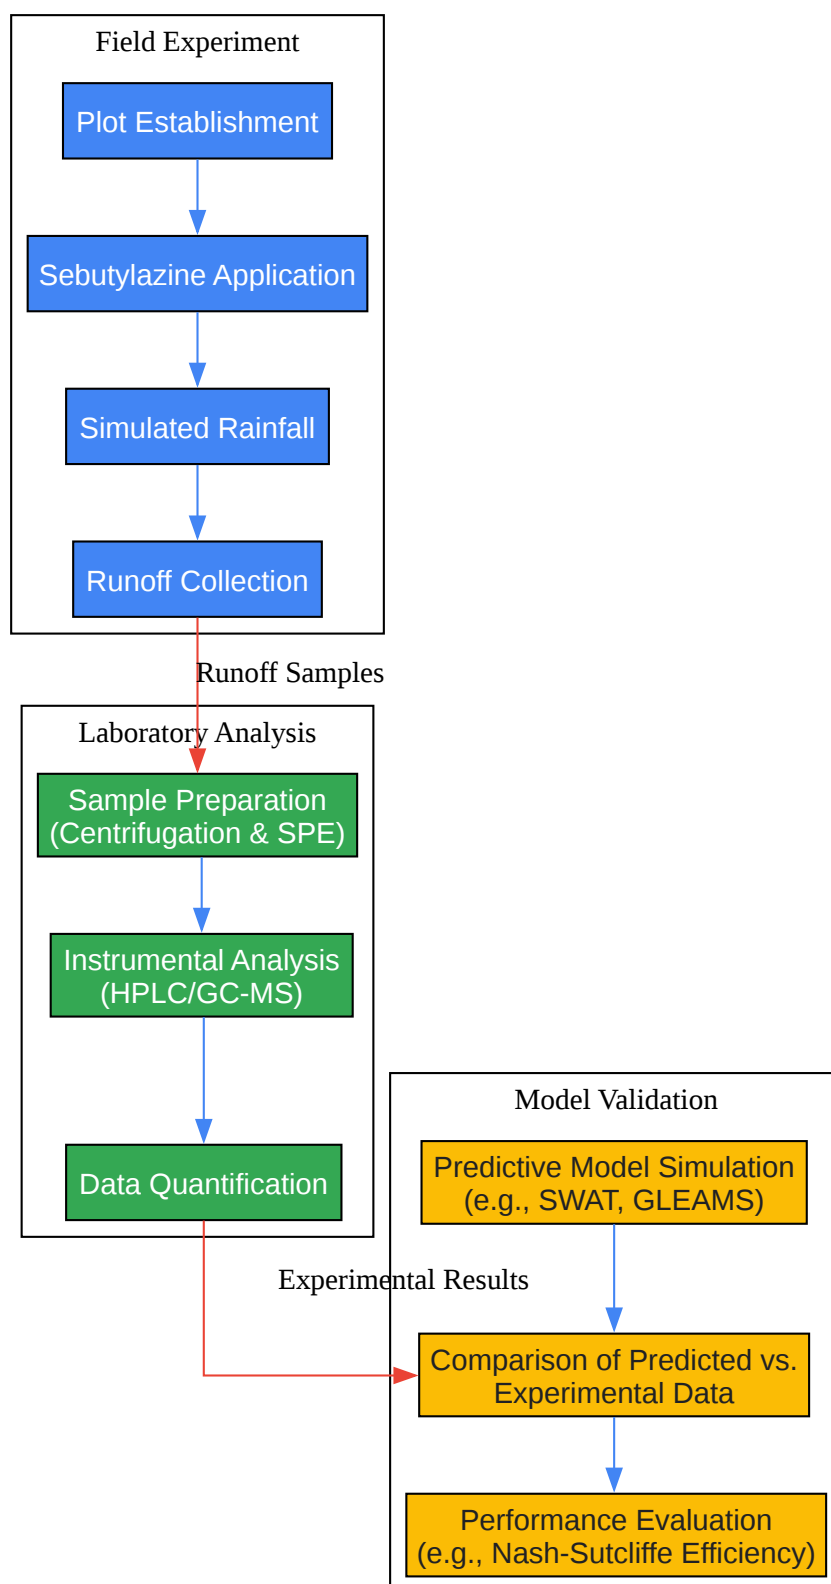 Field Experiment
Plot Establishment
Sebutylazine Application
Simulated Rainfall
Runoff Collection
Runoff Samples
Laboratory Analysis
Sample Preparation
(Centrifugation & SPE)
Instrumental Analysis
(HPLC/GC-MS)
Data Quantification
Model Validation
Predictive Model Simulation
(e.g., SWAT, GLEAMS)
Experimental Results
Comparison of Predicted vs.
Experimental Data
Performance Evaluation
(e.g., Nash-Sutcliffe Efficiency)